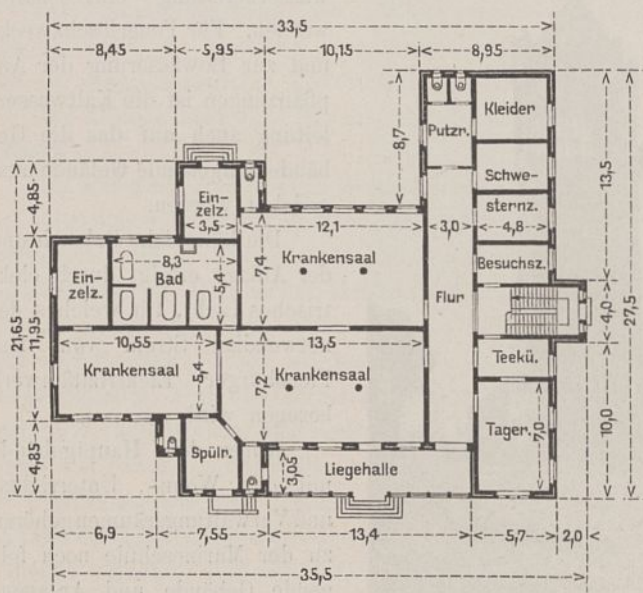 33,5
8,45 5,95 10,15 8,95
Kleider
Putzr.
8,7
4,85
Ein-
zelz.
3,5
12,1
3,0
Schwe-
sternz.
4,8
13,5
8,3
Bad
Ein-
zelz.
5,4
7,4
Krankensaal
Besuchsz.
Flur
4,0
27,5
21,65
11,95
10,55
13,5
Krankensaal
5,4
7,2
Krankensaal
Teekü.
10,0
4,85
Spülr.
3,05
Liegehalle
Tager.
7,0
6,9 7,55 13,4 5,7 2,0
35,5